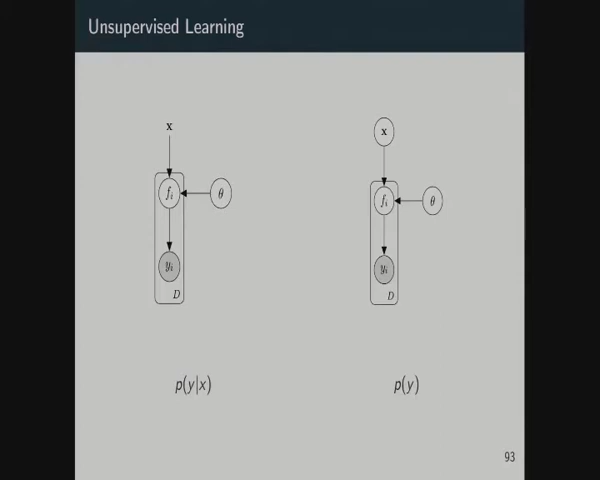 Unsupervised Learning
x
x
f_i
θ
f_i
θ
y_i
y_i
D
D
p(y|x)
p(y)
93